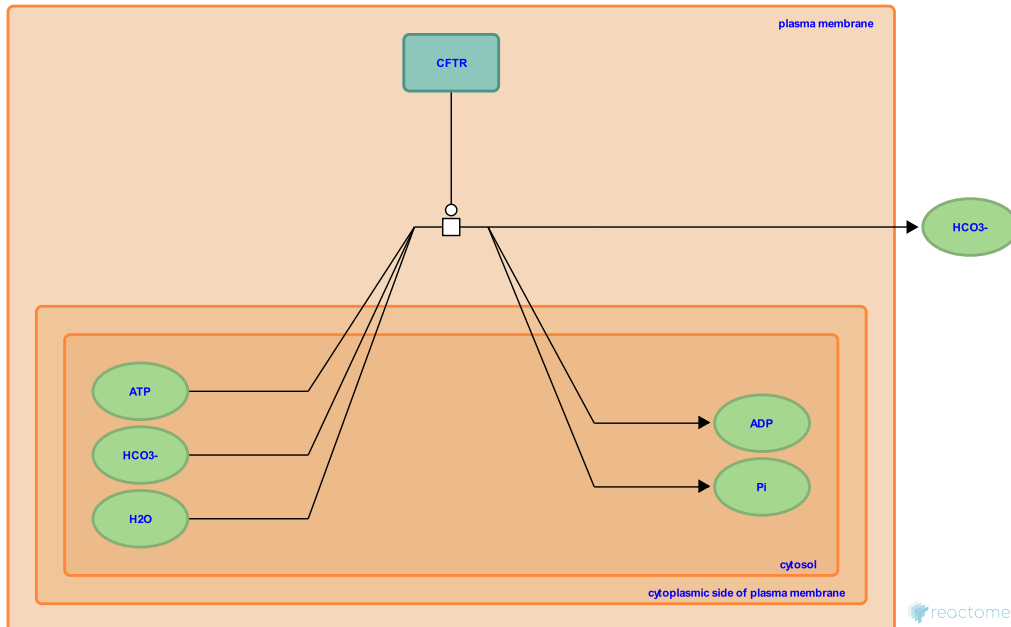 plasma membrane
CFTR
HCO3-
ATP
HCO3-
H2O
ADP
Pi
cytosol
cytoplasmic side of plasma membrane
reactome